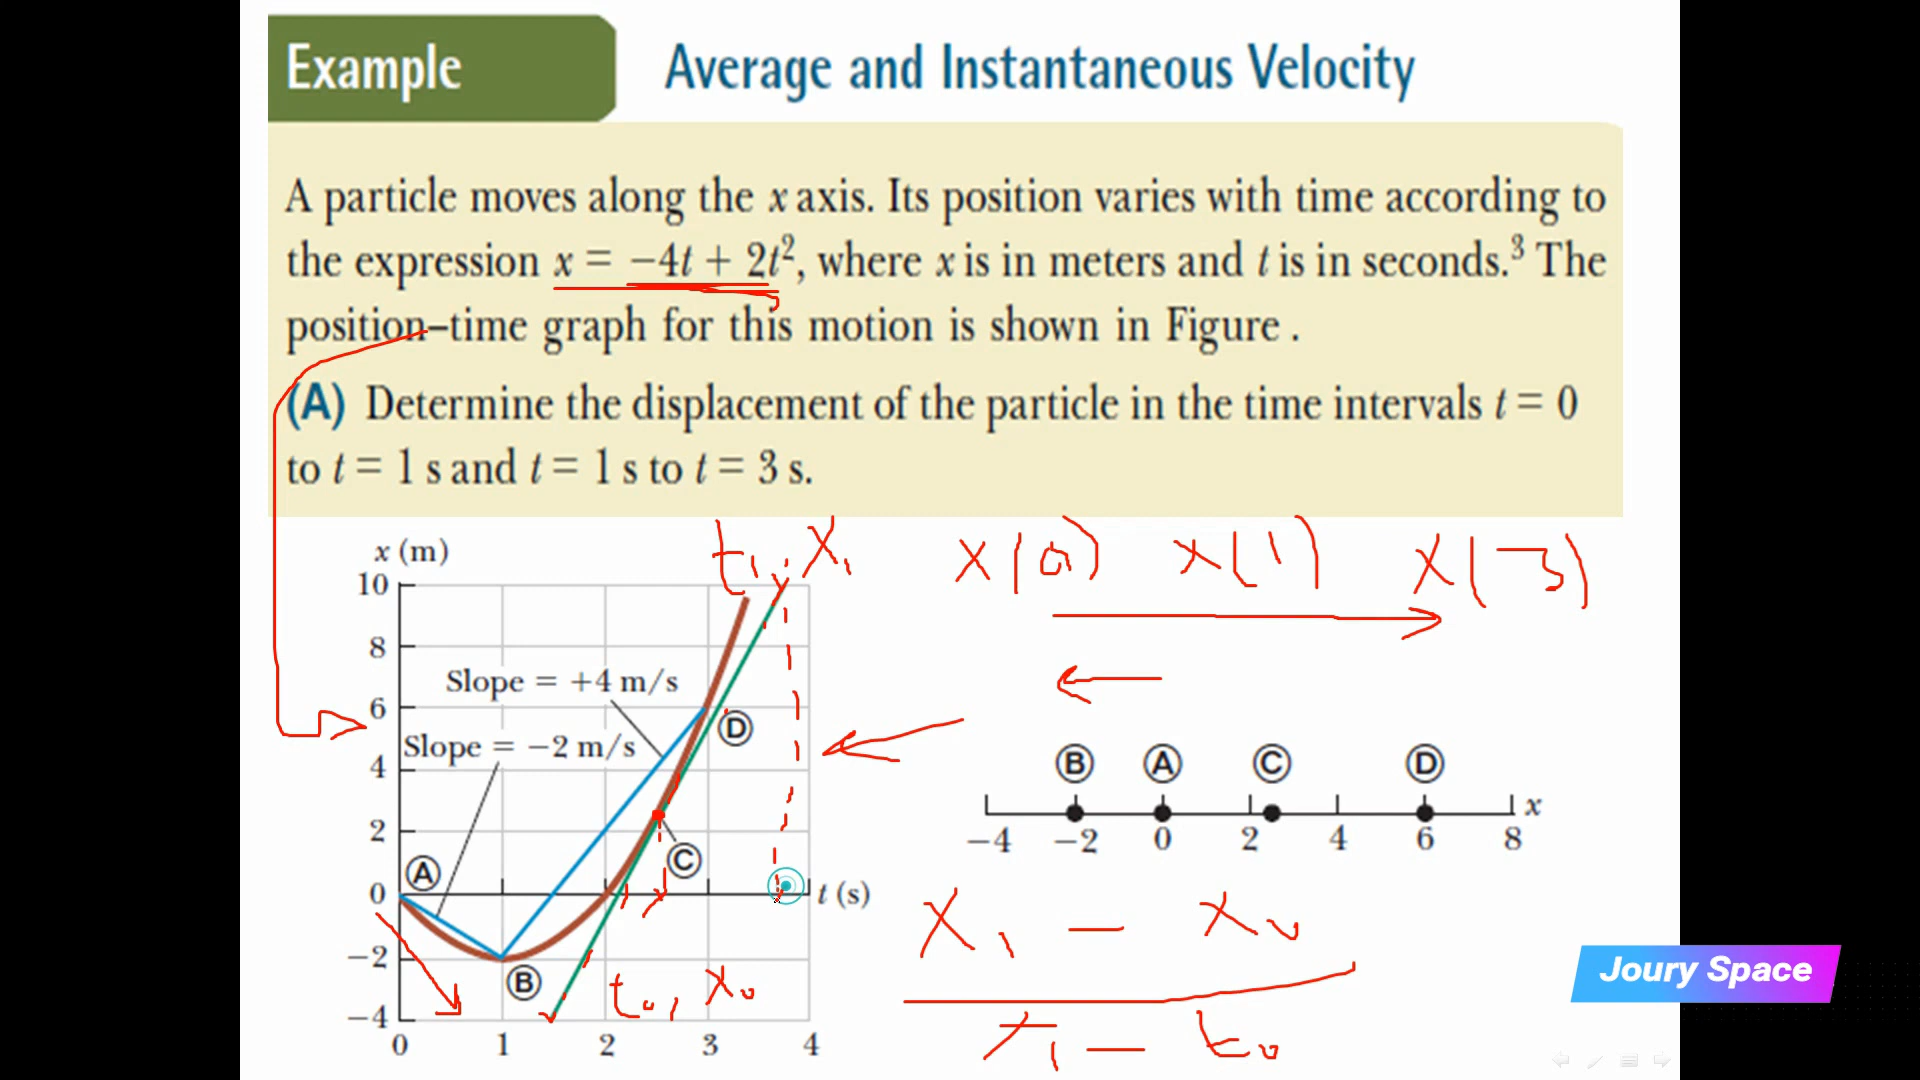 Example
Average and Instantaneous Velocity
A particle moves along the x axis. Its position varies with time according to
the expression x = −4t + 2t², where x is in meters and t is in seconds.³ The
position–time graph for this motion is shown in Figure .
(A) Determine the displacement of the particle in the time intervals t = 0
to t = 1 s and t = 1 s to t = 3 s.
x (m)
10
8
6
4
2
0
−2
−4
0 1 2 3 4
t (s)
Slope = +4 m/s
Slope = −2 m/s
A
B
C
D
t₁, X₁
t₀, X₀
X(0) X(1) X(3)
B A C D
−4 −2 0 2 4 6 8 x
X₁ − X₀
t₁ − t₀
Joury Space